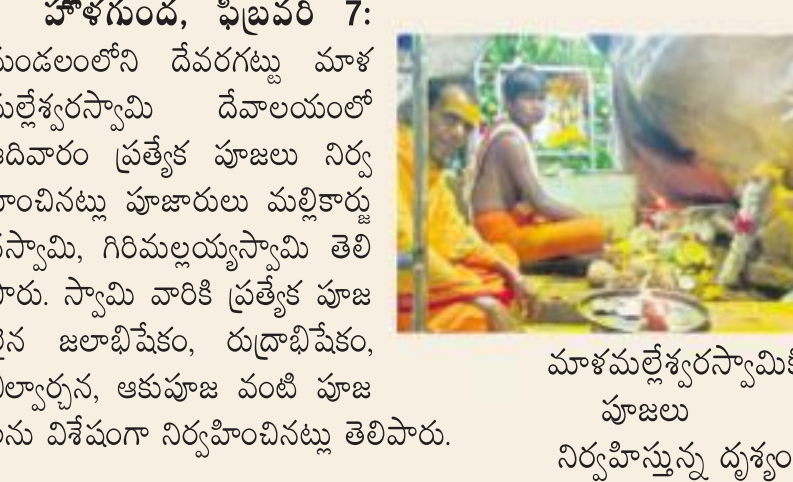 హొళగుంద, ఫిబ్రవరి 7:
మండలంలోని దేవరగట్టు మాళ
మల్లేశ్వరస్వామి దేవాలయంలో
ఆదివారం ప్రత్యేక పూజలు నిర్వ
హించినట్లు పూజారులు మల్లికార్జు
నస్వామి, గిరిమల్లయ్యస్వామి తెలి
పారు. స్వామి వారికి ప్రత్యేక పూజ
లైన జలాభిషేకం, రుద్రాభిషేకం,
బిల్వార్చన, ఆకుపూజ వంటి పూజ
లను విశేషంగా నిర్వహించినట్లు తెలిపారు.
మాళమల్లేశ్వరస్వామికి
పూజలు
నిర్వహిస్తున్న దృశ్యం